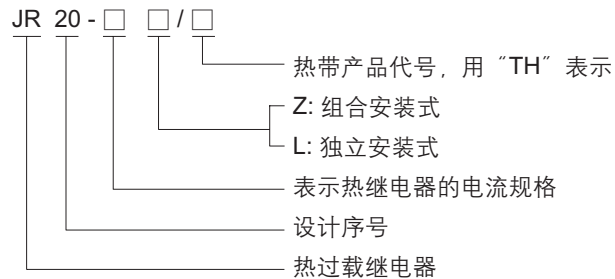 JR 20 - □ □ / □
热带产品代号，用 ″TH″ 表示
Z: 组合安装式
L: 独立安装式
表示热继电器的电流规格
设计序号
热过载继电器